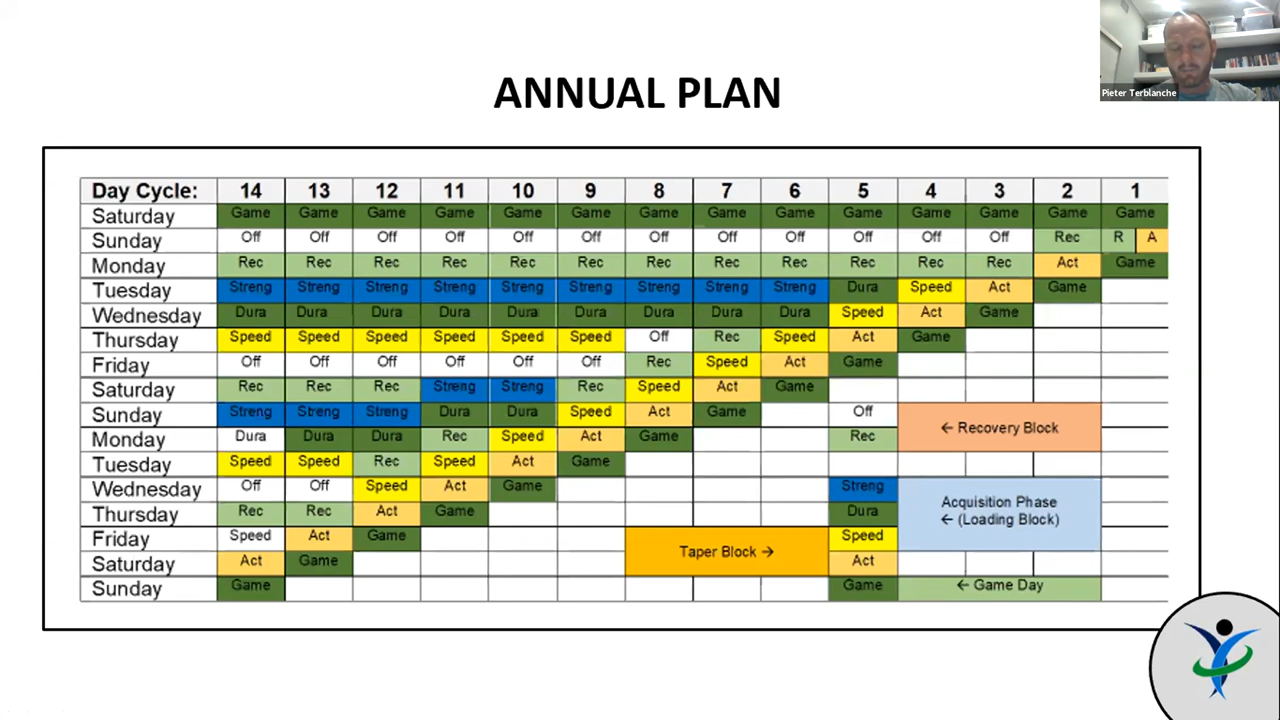 Pieter Terblanche
ANNUAL PLAN
Day Cycle: 14 13 12 11 10 9 8 7 6 5 4 3 2 1
Saturday Game Game Game Game Game Game Game Game Game Game Game Game Game Game
Sunday Off Off Off Off Off Off Off Off Off Off Off Off Rec R A
Monday Rec Rec Rec Rec Rec Rec Rec Rec Rec Rec Rec Rec Act Game
Tuesday Streng Streng Streng Streng Streng Streng Streng Streng Streng Dura Speed Act Game
Wednesday Dura Dura Dura Dura Dura Dura Dura Dura Dura Speed Act Game
Thursday Speed Speed Speed Speed Speed Speed Off Rec Speed Act Game
Friday Off Off Off Off Off Off Rec Speed Act Game
Saturday Rec Rec Rec Streng Streng Rec Speed Act Game
Sunday Streng Streng Streng Dura Dura Speed Act Game Off
← Recovery Block
Monday Dura Dura Dura Rec Speed Act Game Rec
Tuesday Speed Speed Rec Speed Act Game
Wednesday Off Off Speed Act Game Streng
Acquisition Phase
← (Loading Block)
Thursday Rec Rec Act Game Dura
Friday Speed Act Game Speed
Taper Block →
Saturday Act Game Act
Sunday Game Game ← Game Day